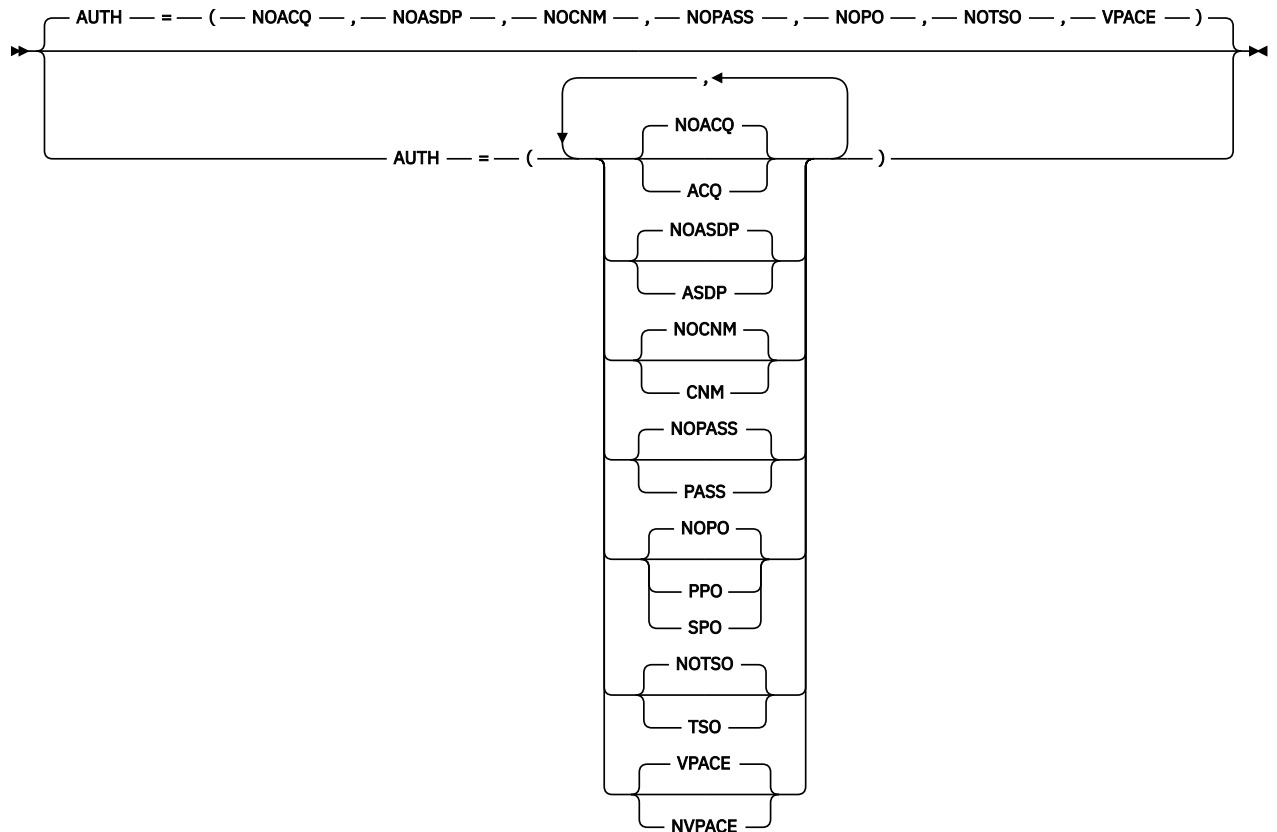 AUTH = ( NOACQ , NOASDP , NOCNM , NOPASS , NOPO , NOTSO , VPACE )
,
NOACQ
AUTH = ( )
ACQ
NOASDP
ASDP
NOCNM
CNM
NOPASS
PASS
NOPO
PPO
SPO
NOTSO
TSO
VPACE
NVPACE